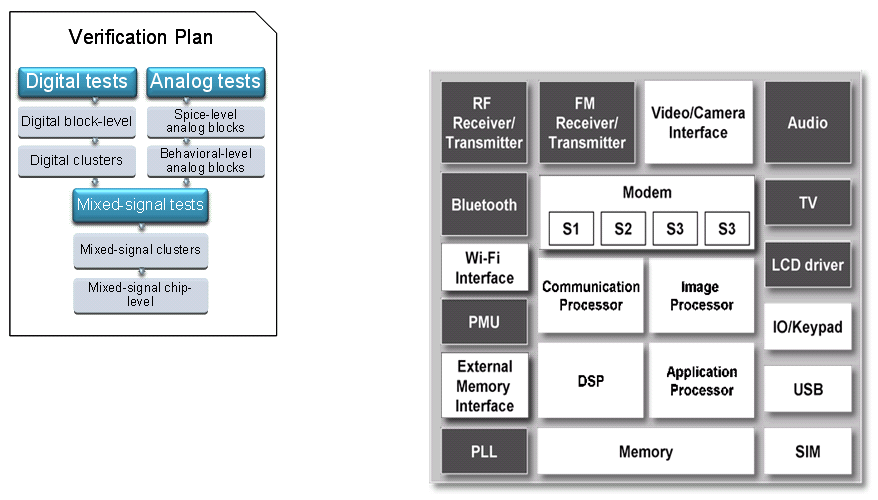 Verification Plan
Digital tests
Analog tests
Digital block-level
Spice-level
analog blocks
Digital clusters
Behavioral-level
analog blocks
Mixed-signal tests
Mixed-signal clusters
Mixed-signal chip-
level
RF
Receiver/
Transmitter
FM
Receiver/
Transmitter
Video/Camera
Interface
Audio
Bluetooth
Modem
S1
S2
S3
S3
TV
Wi-Fi
Interface
LCD driver
Communication
Processor
Image
Processor
PMU
IO/Keypad
External
Memory
Interface
DSP
Application
Processor
USB
PLL
Memory
SIM